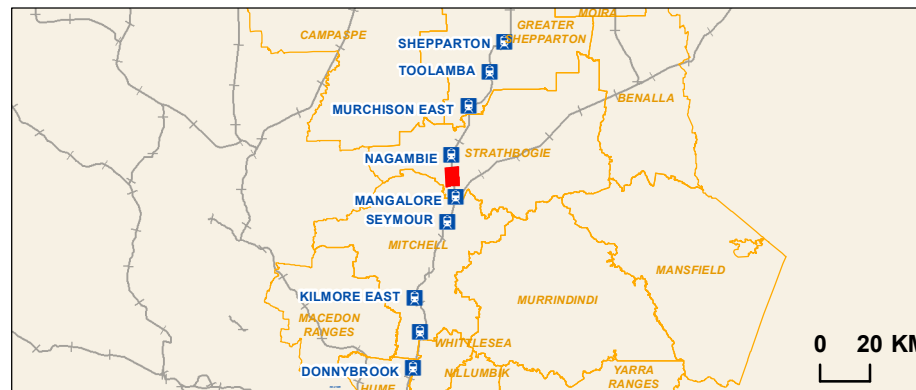 MOIRA
GREATER
SHEPPARTON
CAMPASPE
SHEPPARTON
TOOLAMBA
BENALLA
MURCHISON EAST
STRATHBOGIE
NAGAMBIE
MANGALORE
SEYMOUR
MITCHELL
MANSFIELD
MURRINDINDI
KILMORE EAST
MACEDON
RANGES
WHITTLESEA
0 20 KM
DONNYBROOK
NILLUMBIK
YARRA
RANGES
HUME